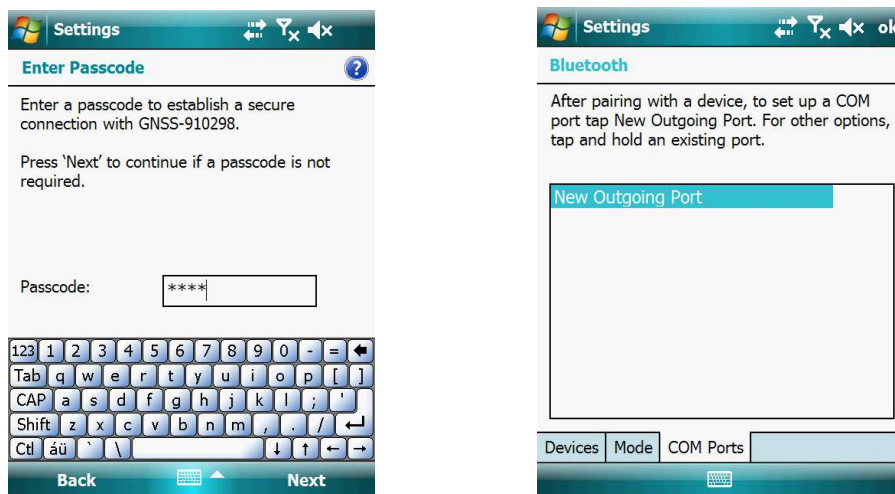 Settings
Enter Passcode
?
Enter a passcode to establish a secure
connection with GNSS-910298.
Press ‘Next’ to continue if a passcode is not
required.
Passcode: ****
123 1 2 3 4 5 6 7 8 9 0 - =
Tab q w e r t y u i o p [ ]
CAP a s d f g h j k l ; '
Shift z x c v b n m , . /
Ctl áü ` \
Back Next
Settings ok
Bluetooth
After pairing with a device, to set up a COM
port tap New Outgoing Port. For other options,
tap and hold an existing port.
New Outgoing Port
Devices Mode COM Ports